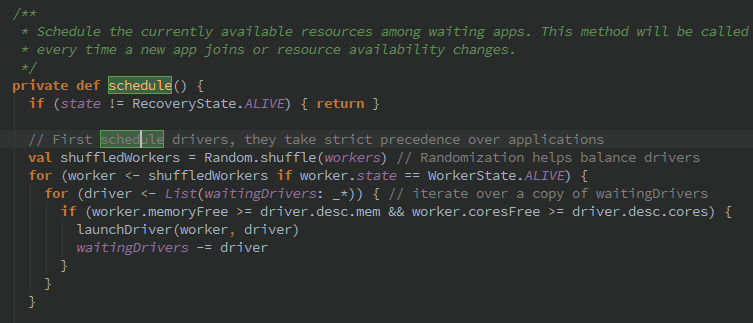 /**
 * Schedule the currently available resources among waiting apps. This method will be called
 * every time a new app joins or resource availability changes.
 */
private def schedule() {
  if (state != RecoveryState.ALIVE) { return }

  // First schedule drivers, they take strict precedence over applications
  val shuffledWorkers = Random.shuffle(workers) // Randomization helps balance drivers
  for (worker <- shuffledWorkers if worker.state == WorkerState.ALIVE) {
    for (driver <- List(waitingDrivers: _*)) { // iterate over a copy of waitingDrivers
      if (worker.memoryFree >= driver.desc.mem && worker.coresFree >= driver.desc.cores) {
        launchDriver(worker, driver)
        waitingDrivers -= driver
      }
    }
  }